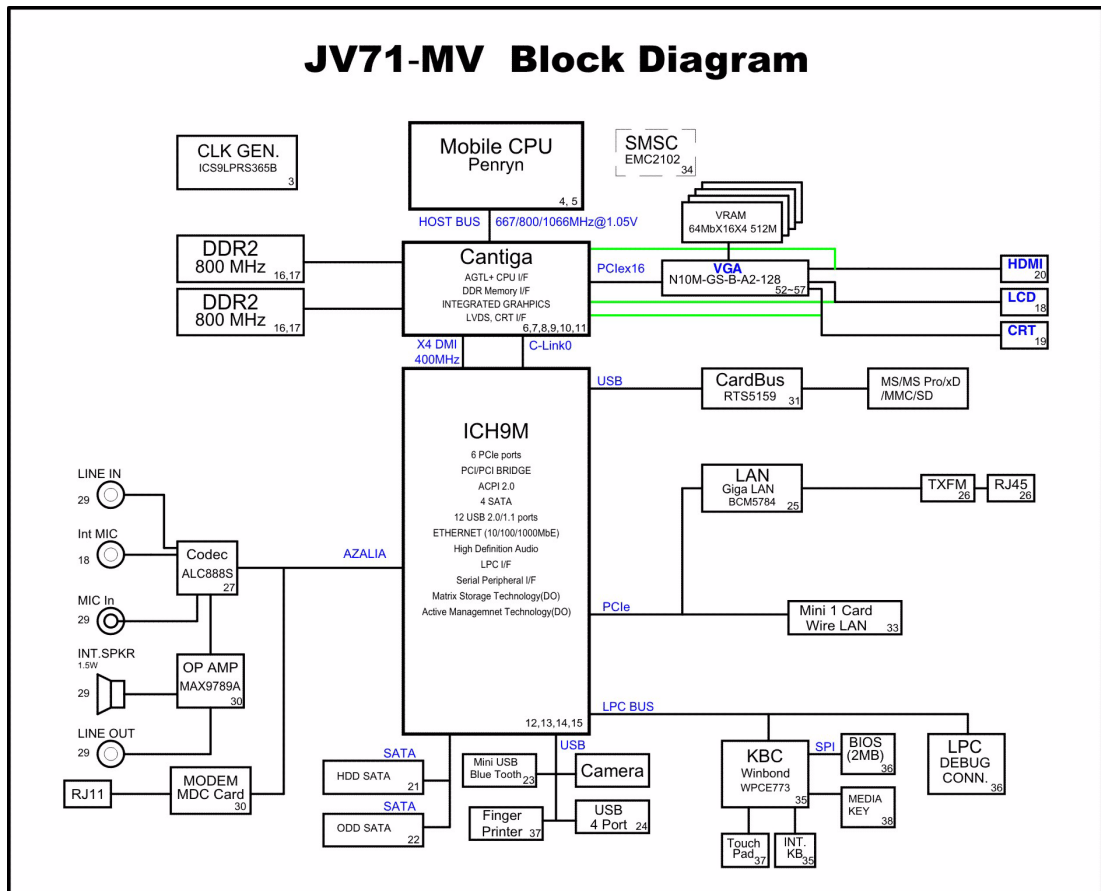 JV71-MV Block Diagram
CLK GEN.
ICS9LPRS365B
3
Mobile CPU
Penryn
4, 5
SMSC
EMC2102
34
HOST BUS
667/800/1066MHz@1.05V
VRAM
64MbX16X4 512M
DDR2
800 MHz
16,17
DDR2
800 MHz
16,17
Cantiga
AGTL+ CPU I/F
DDR Memory I/F
INTEGRATED GRAHPICS
LVDS, CRT I/F
6,7,8,9,10,11
PCIex16
VGA
N10M-GS-B-A2-128
52~57
HDMI
20
LCD
18
CRT
19
X4 DMI
400MHz
C-Link0
ICH9M
6 PCIe ports
PCI/PCI BRIDGE
ACPI 2.0
4 SATA
12 USB 2.0/1.1 ports
ETHERNET (10/100/1000MbE)
High Definition Audio
LPC I/F
Serial Peripheral I/F
Matrix Storage Technology(DO)
Active Managemnet Technology(DO)
12,13,14,15
USB
CardBus
RTS5159
31
MS/MS Pro/xD
/MMC/SD
LAN
Giga LAN
BCM5784
25
TXFM
26
RJ45
26
PCIe
Mini 1 Card
Wire LAN
33
LINE IN
29
Int MIC
18
MIC In
29
INT.SPKR
1.5W
29
LINE OUT
29
Codec
ALC888S
27
AZALIA
OP AMP
MAX9789A
30
RJ11
MODEM
MDC Card
30
SATA
HDD SATA
21
SATA
ODD SATA
22
USB
Mini USB
Blue Tooth
23
Camera
Finger
Printer
37
USB
4 Port
24
LPC BUS
KBC
Winbond
WPCE773
35
SPI
BIOS
(2MB)
36
MEDIA
KEY
38
Touch
Pad
37
INT.
KB
35
LPC
DEBUG
CONN.
36